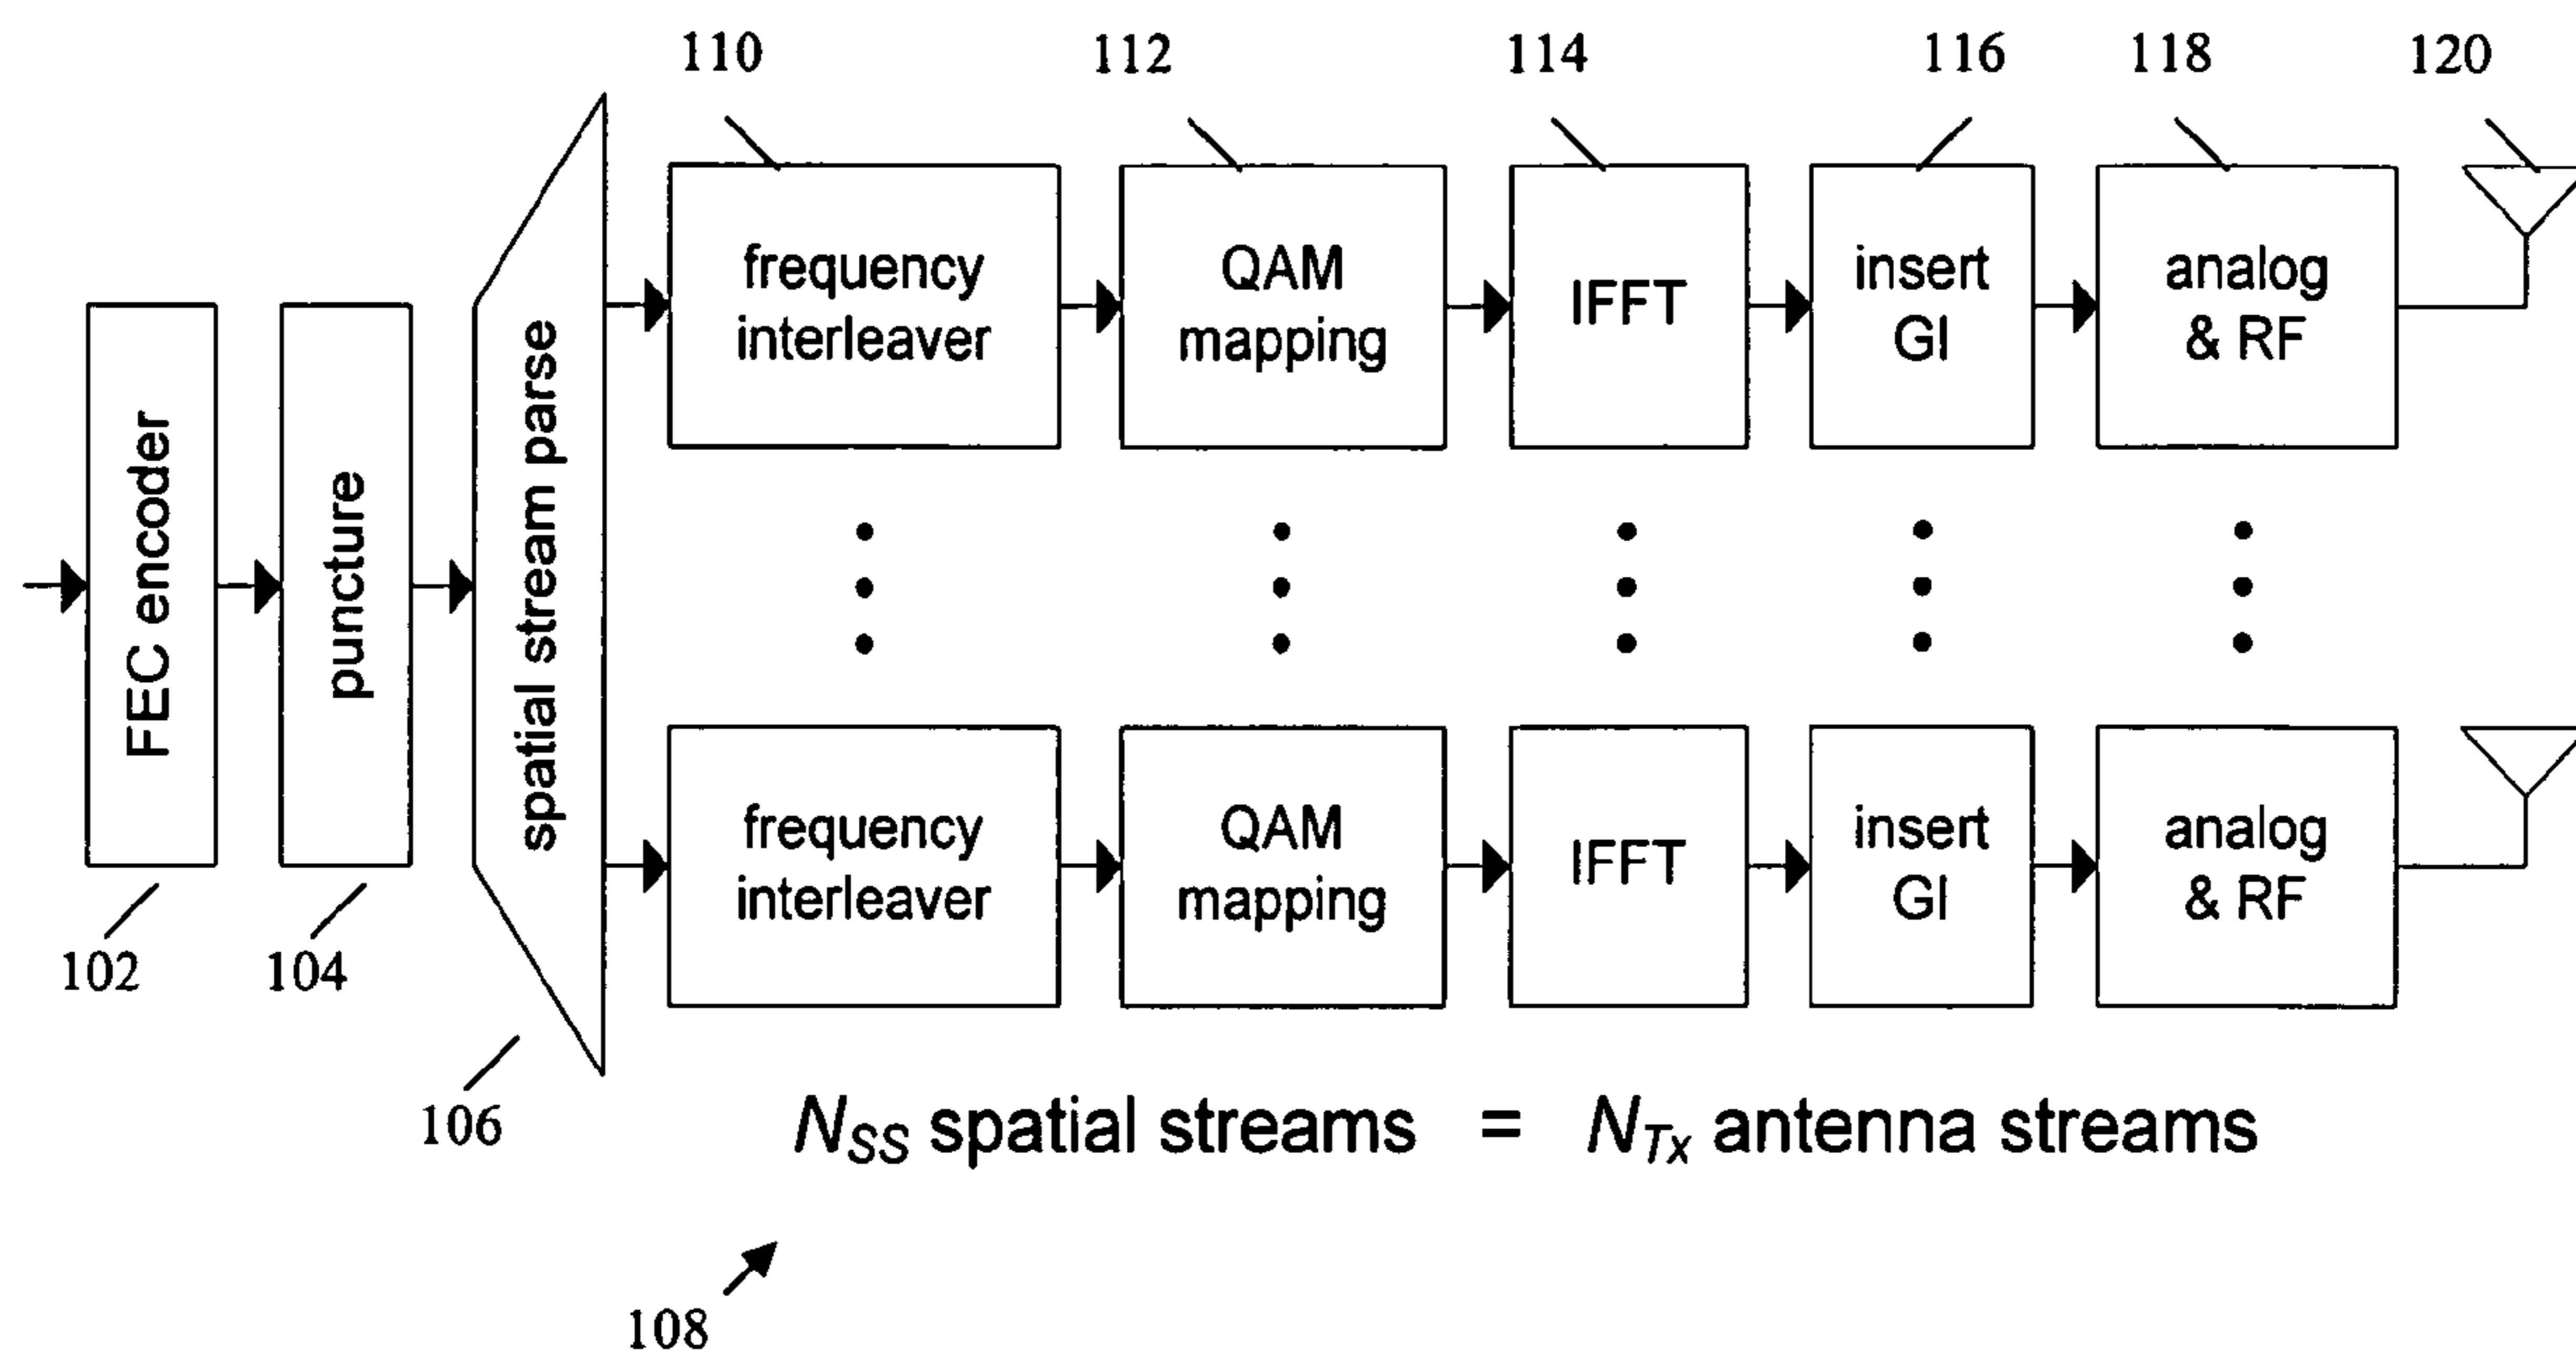 110 112 114 116 118 120
FEC encoder
puncture
spatial stream parse
frequency
interleaver
QAM
mapping
IFFT
insert
GI
analog
& RF
frequency
interleaver
QAM
mapping
IFFT
insert
GI
analog
& RF
102
104
106
N_SS spatial streams = N_Tx antenna streams
108